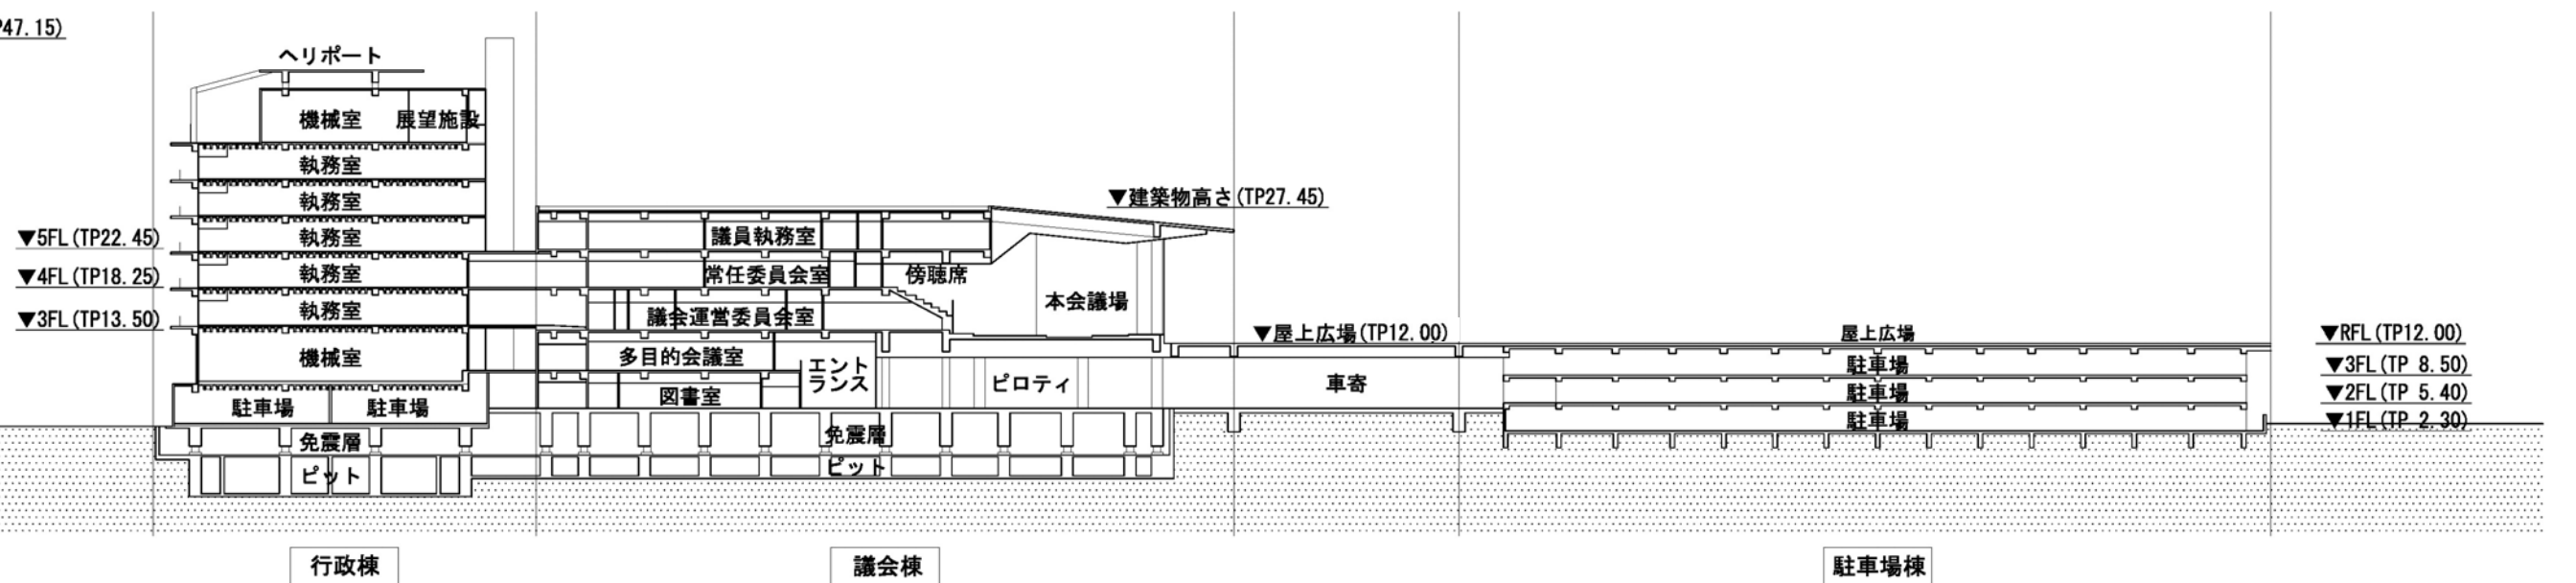 P47.15)
ヘリポート
機械室 展望施設
執務室
執務室
執務室
執務室
執務室
機械室
駐車場 駐車場
免震層
ピット
▼5FL(TP22.45)
▼4FL(TP18.25)
▼3FL(TP13.50)
▼建築物高さ(TP27.45)
議員執務室
常任委員会室
傍聴席
議会運営委員会室
本会議場
多目的会議室
エント
ランス
図書室
ピロティ
免震層
ピット
▼屋上広場(TP12.00)
車寄
屋上広場
駐車場
駐車場
駐車場
▼RFL(TP12.00)
▼3FL(TP 8.50)
▼2FL(TP 5.40)
▼1FL(TP 2.30)
行政棟
議会棟
駐車場棟